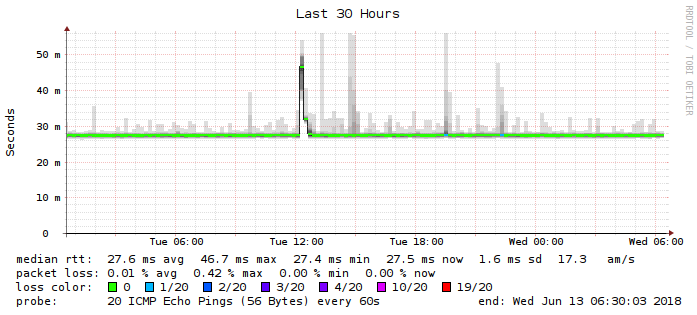 Last 30 Hours
RRDTOOL / TOBI OETIKER
Seconds
50 m
40 m
30 m
20 m
10 m
0
Tue 06:00 Tue 12:00 Tue 18:00 Wed 00:00 Wed 06:00
median rtt: 27.6 ms avg 46.7 ms max 27.4 ms min 27.5 ms now 1.6 ms sd 17.3 am/s
packet loss: 0.01 % avg 0.42 % max 0.00 % min 0.00 % now
loss color: 0 1/20 2/20 3/20 4/20 10/20 19/20
probe: 20 ICMP Echo Pings (56 Bytes) every 60s end: Wed Jun 13 06:30:03 2018